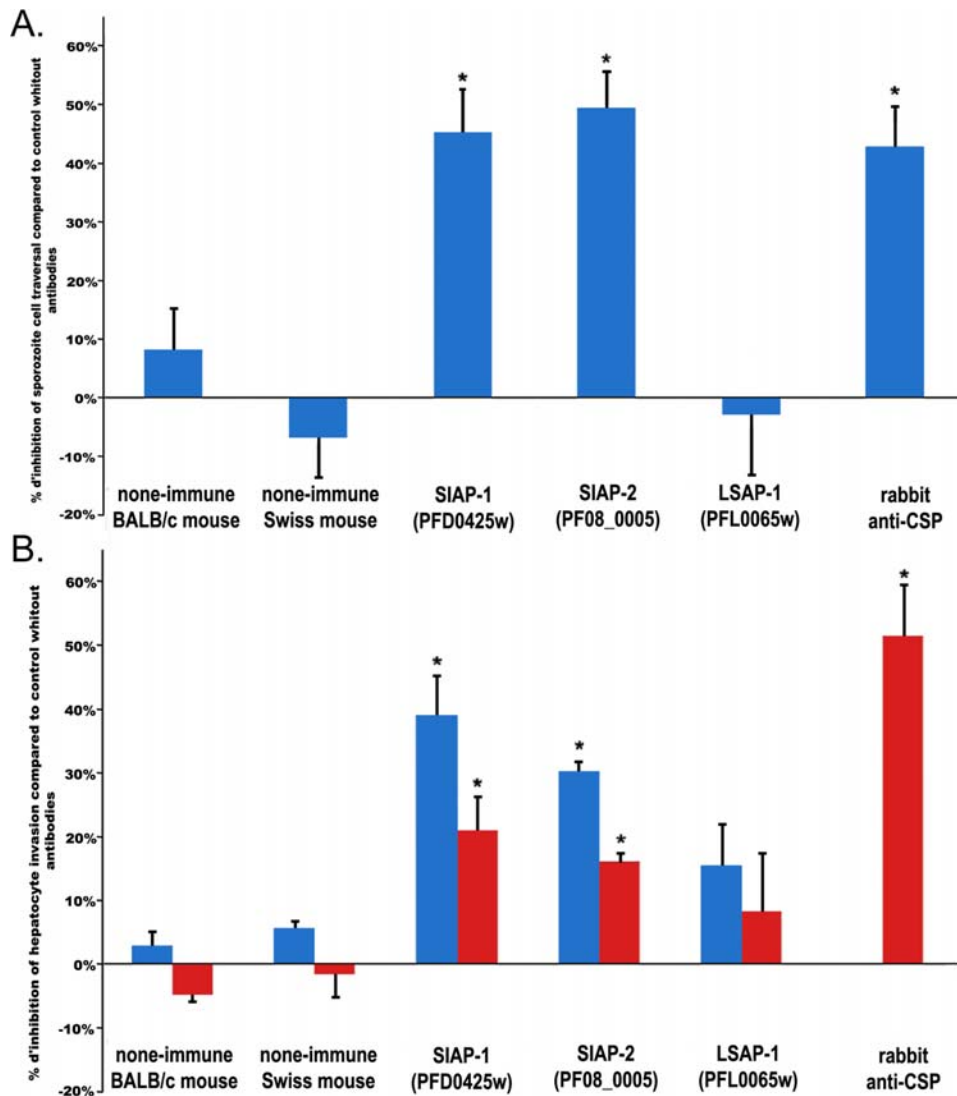 A.
% d'inhibition of sporozoite cell traversal compared to control whitout
antibodies
60%
50%
40%
30%
20%
10%
0%
-10%
-20%
*
*
*
none-immune
BALB/c mouse
none-immune
Swiss mouse
SIAP-1
(PFD0425w)
SIAP-2
(PF08_0005)
LSAP-1
(PFL0065w)
rabbit
anti-CSP
B.
% d'inhibition of hepatocyte invasion compared to control whitout
antibodies
60%
50%
40%
30%
20%
10%
0%
-10%
-20%
*
*
*
*
*
none-immune
BALB/c mouse
none-immune
Swiss mouse
SIAP-1
(PFD0425w)
SIAP-2
(PF08_0005)
LSAP-1
(PFL0065w)
rabbit
anti-CSP